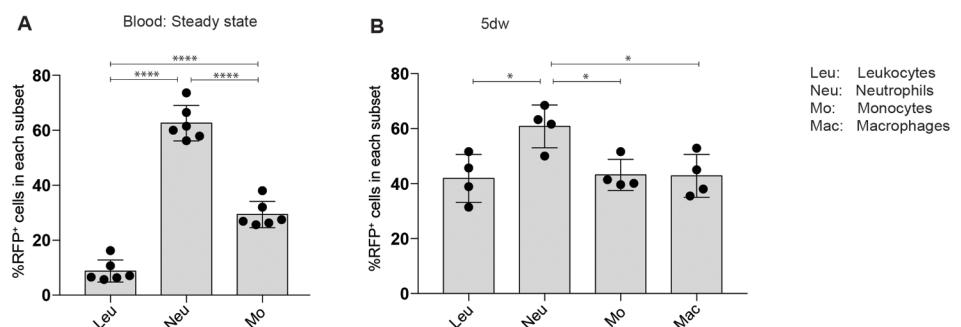 A
Blood: Steady state
****
****
****
%RFP⁺ cells in each subset
80
60
40
20
0
Leu
Neu
Mo
B
5dw
*
*
*
%RFP⁺ cells in each subset
80
60
40
20
0
Leu
Neu
Mo
Mac
Leu: Leukocytes
Neu: Neutrophils
Mo: Monocytes
Mac: Macrophages